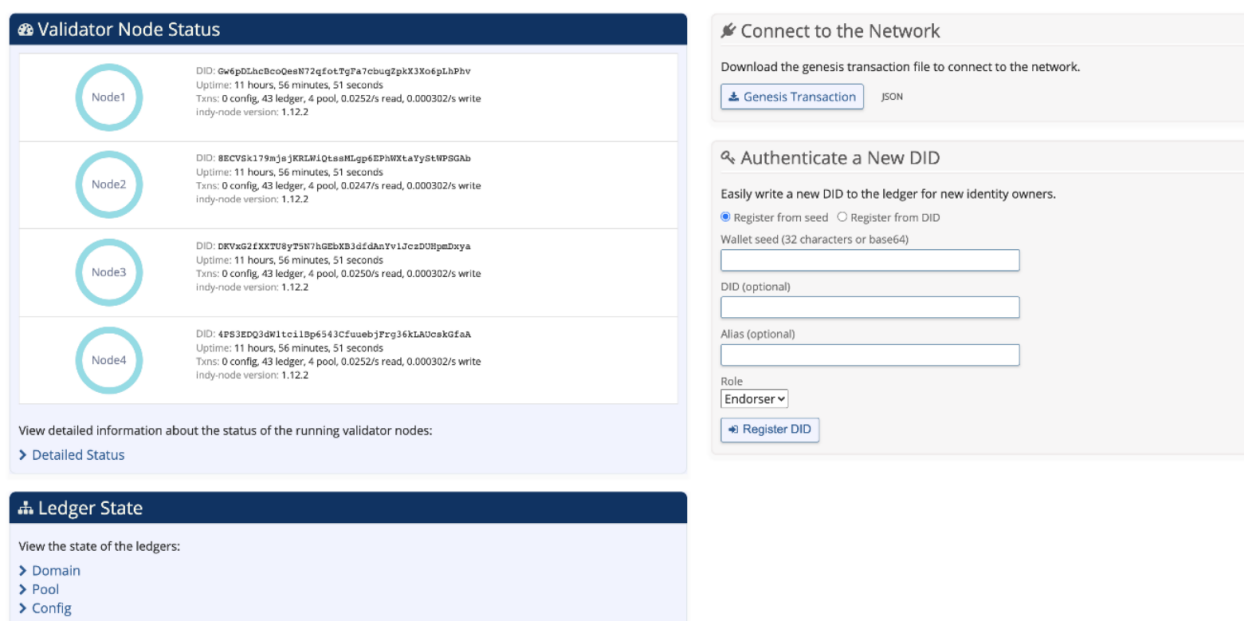 Validator Node Status
Node1
DID: Gw6pDLhcBcoQesN72qfotTgFa7cbuqZpkX3Xo6pLhPhv
Uptime: 11 hours, 56 minutes, 51 seconds
Txns: 0 config, 43 ledger, 4 pool, 0.0252/s read, 0.000302/s write
indy-node version: 1.12.2
Node2
DID: 8ECVSk179mjsjKRLWiQtssMLgp6EPhWXtaYyStWPSGAb
Uptime: 11 hours, 56 minutes, 51 seconds
Txns: 0 config, 43 ledger, 4 pool, 0.0247/s read, 0.000302/s write
indy-node version: 1.12.2
Node3
DID: DKVxG2fXXTU8yT5N7hGEbXB3dfdAnYv1JczDUHpmDxya
Uptime: 11 hours, 56 minutes, 51 seconds
Txns: 0 config, 43 ledger, 4 pool, 0.0250/s read, 0.000302/s write
indy-node version: 1.12.2
Node4
DID: 4PS3EDQ3dW1tci1Bp6543CfuuebjFrg36kLAUcskGfaA
Uptime: 11 hours, 56 minutes, 51 seconds
Txns: 0 config, 43 ledger, 4 pool, 0.0252/s read, 0.000302/s write
indy-node version: 1.12.2
View detailed information about the status of the running validator nodes:
Detailed Status
Ledger State
View the state of the ledgers:
Domain
Pool
Config
Connect to the Network
Download the genesis transaction file to connect to the network.
Genesis Transaction JSON
Authenticate a New DID
Easily write a new DID to the ledger for new identity owners.
Register from seed Register from DID
Wallet seed (32 characters or base64)
DID (optional)
Alias (optional)
Role
Endorser
Register DID